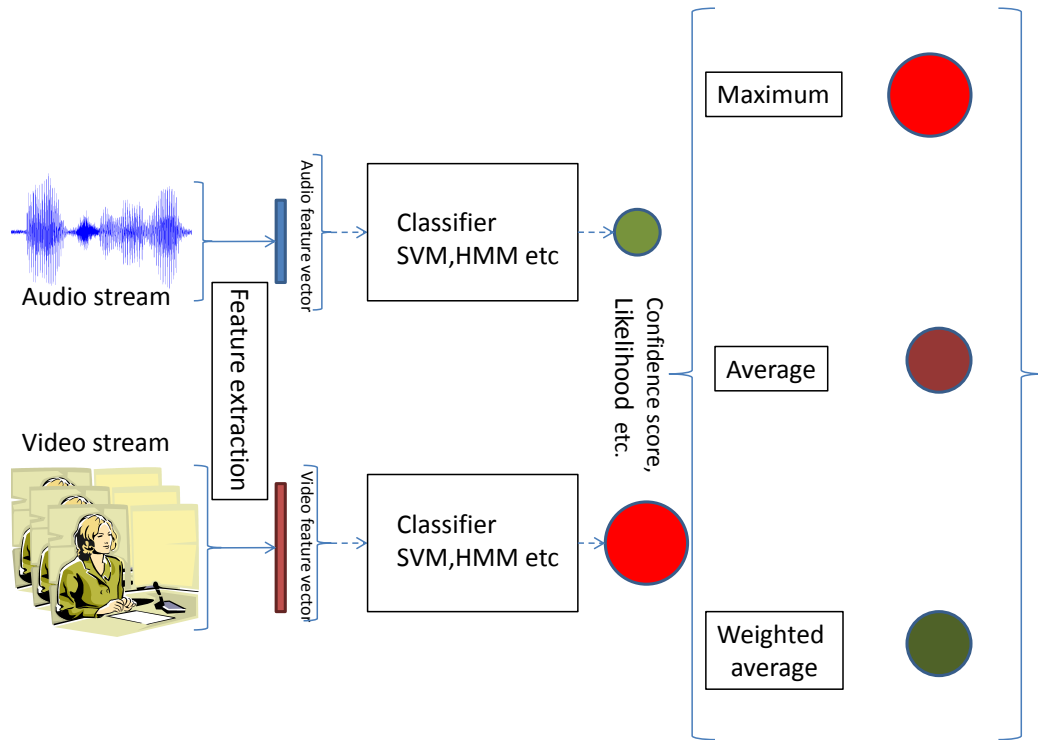 Audio stream
Video stream
Feature extraction
Audio feature vector
Video feature vector
Classifier
SVM,HMM etc
Classifier
SVM,HMM etc
Confidence score,
Likelihood etc.
Maximum
Average
Weighted
average